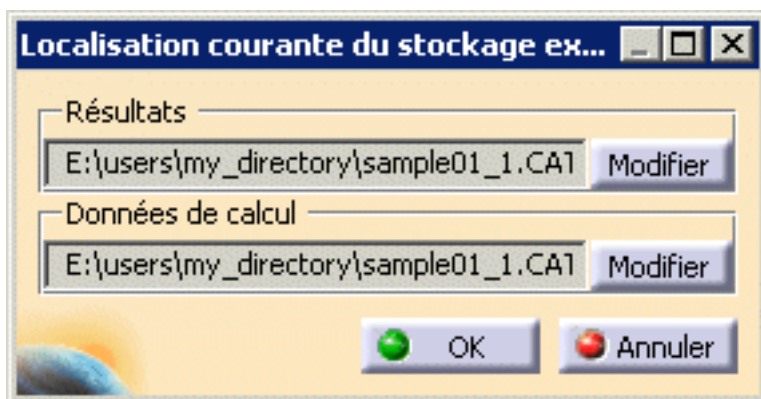 Localisation courante du stockage ex...
Résultats
E:\users\my_directory\sample01_1.CAT Modifier
Données de calcul
E:\users\my_directory\sample01_1.CAT Modifier
OK Annuler